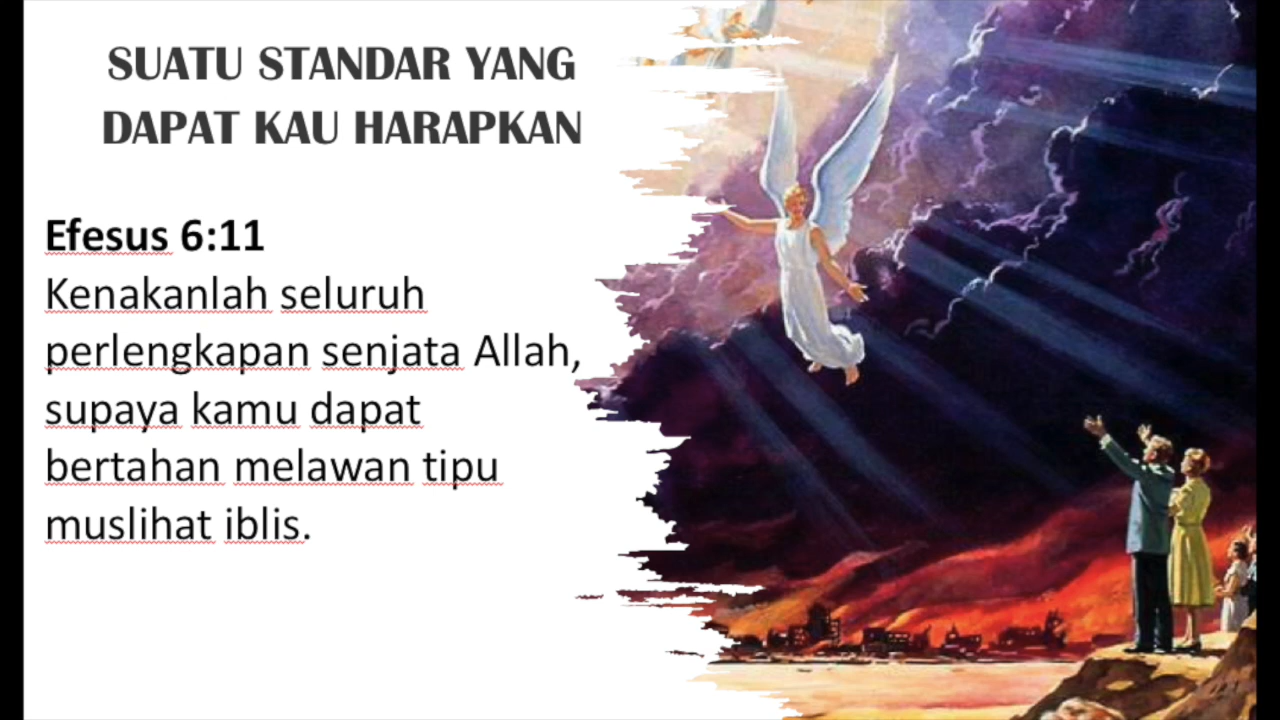 SUATU STANDAR YANG
DAPAT KAU HARAPKAN
Efesus 6:11
Kenakanlah seluruh
perlengkapan senjata Allah,
supaya kamu dapat
bertahan melawan tipu
muslihat iblis.